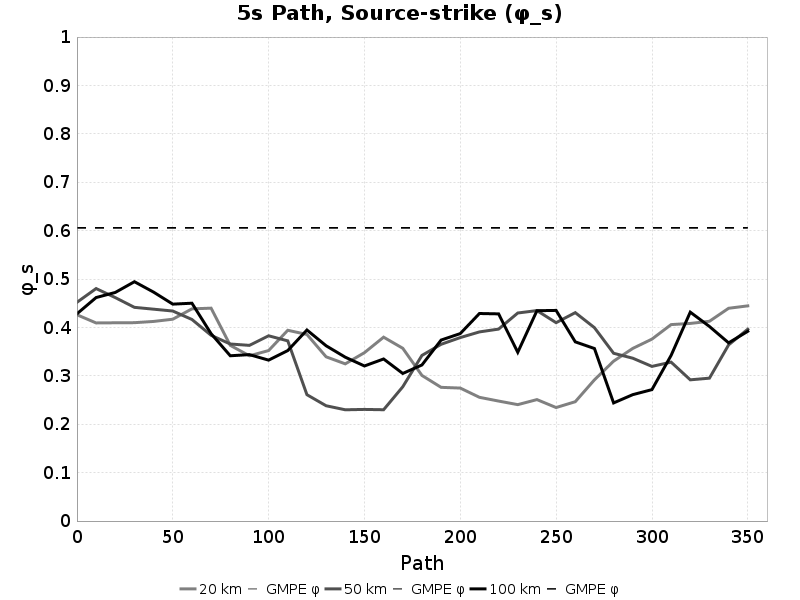 5s Path, Source-strike (φ_s)
1
0.9
0.8
0.7
0.6
0.5
0.4
0.3
0.2
0.1
0
φ_s
0 50 100 150 200 250 300 350
Path
20 km GMPE φ 50 km GMPE φ 100 km GMPE φ